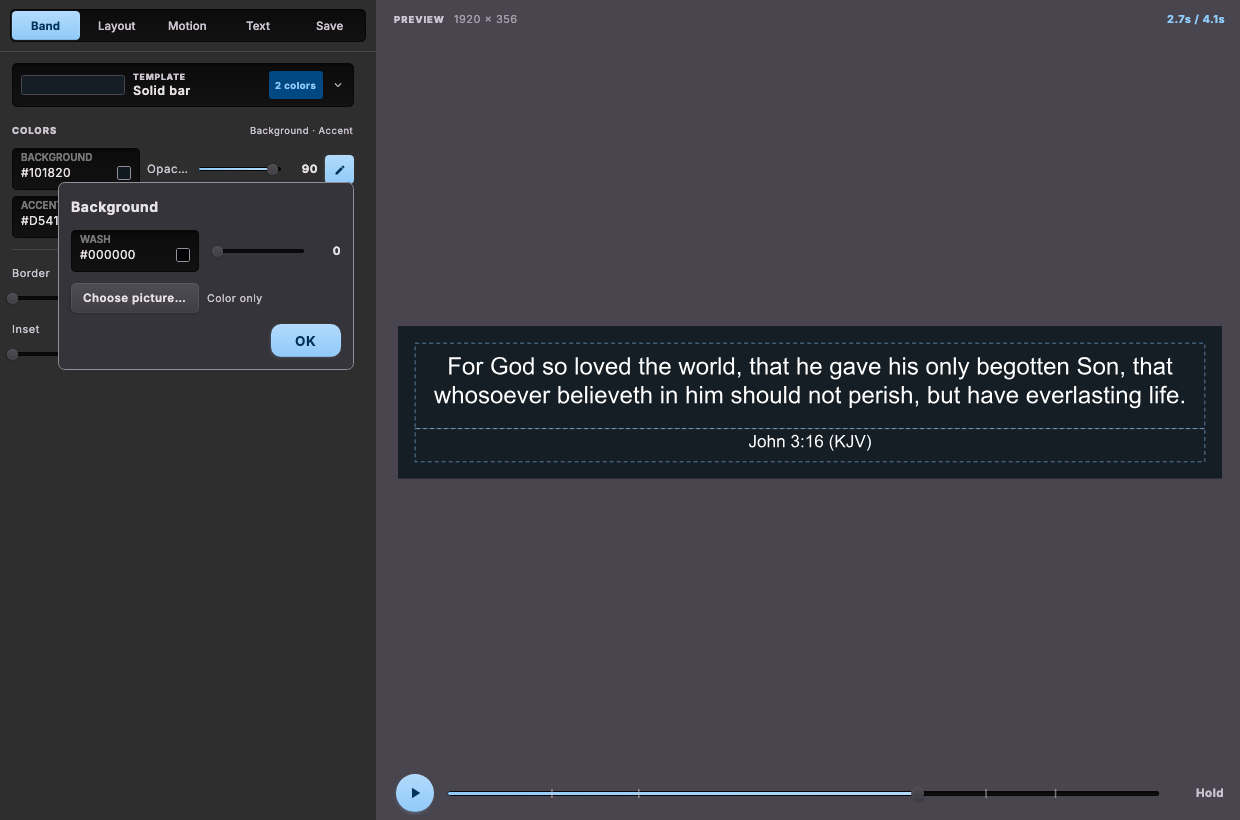 Band Layout Motion Text Save
PREVIEW 1920 × 356 2.7s / 4.1s
TEMPLATE
Solid bar
2 colors
COLORS Background · Accent
BACKGROUND
#101820
Opac... 90
ACCENT
#D541
Background
WASH
#000000
0
Border
Choose picture... Color only
Inset
OK
For God so loved the world, that he gave his only begotten Son, that
whosoever believeth in him should not perish, but have everlasting life.
John 3:16 (KJV)
Hold